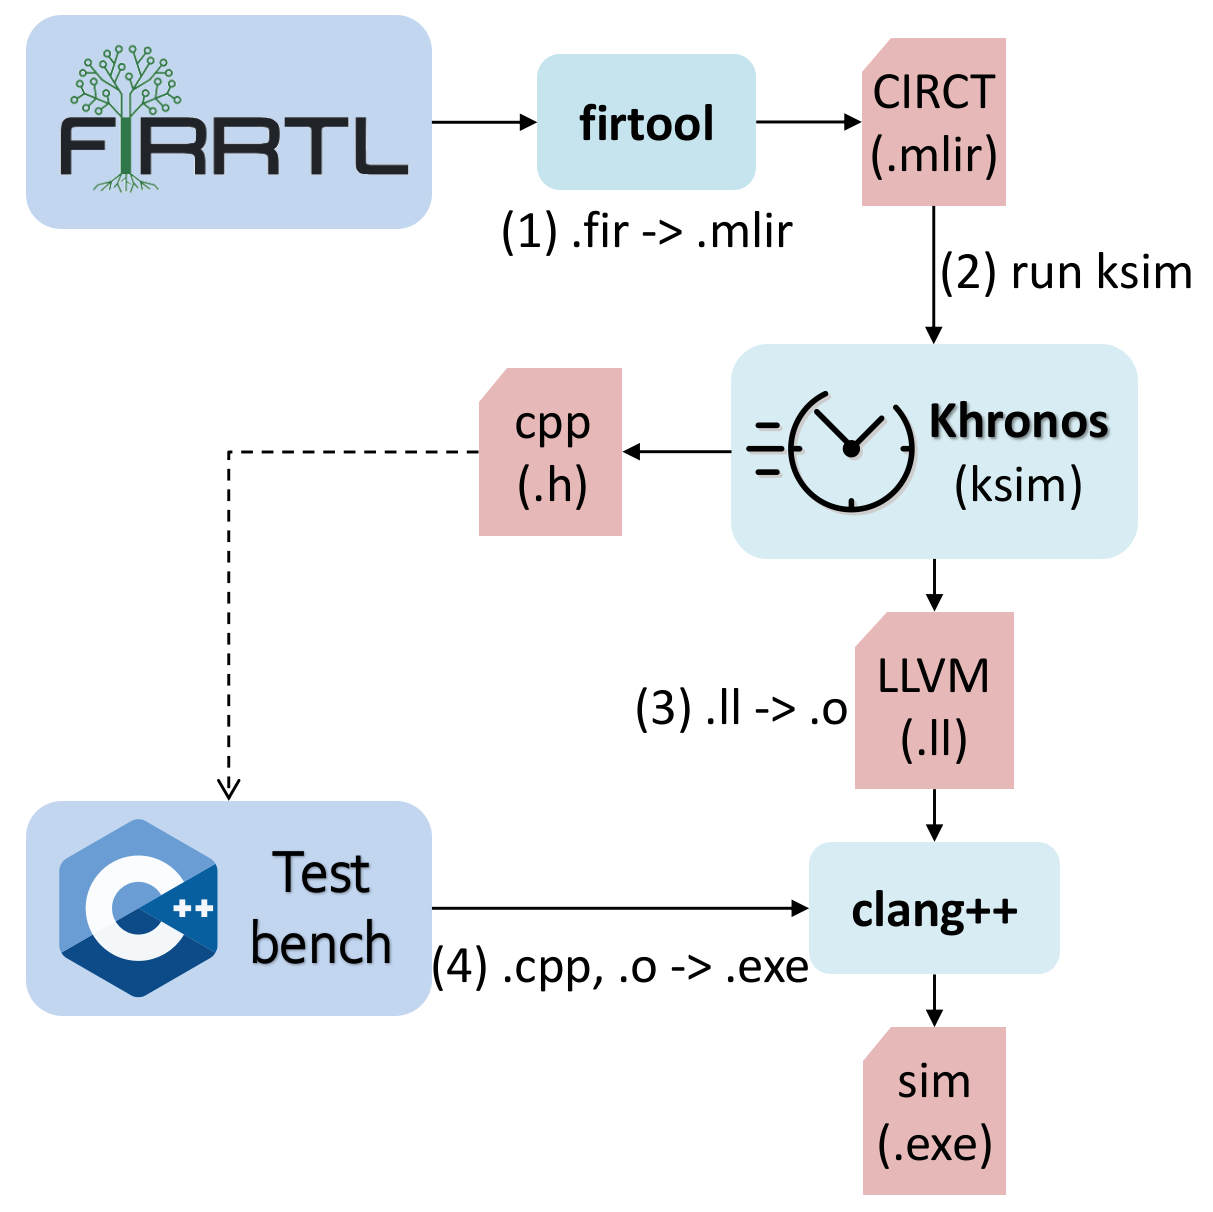 FIRRTL
firtool
CIRCT
(.mlir)
(1) .fir -> .mlir
(2) run ksim
cpp
(.h)
Khronos
(ksim)
LLVM
(.ll)
(3) .ll -> .o
C++
Test
bench
clang++
(4) .cpp, .o -> .exe
sim
(.exe)